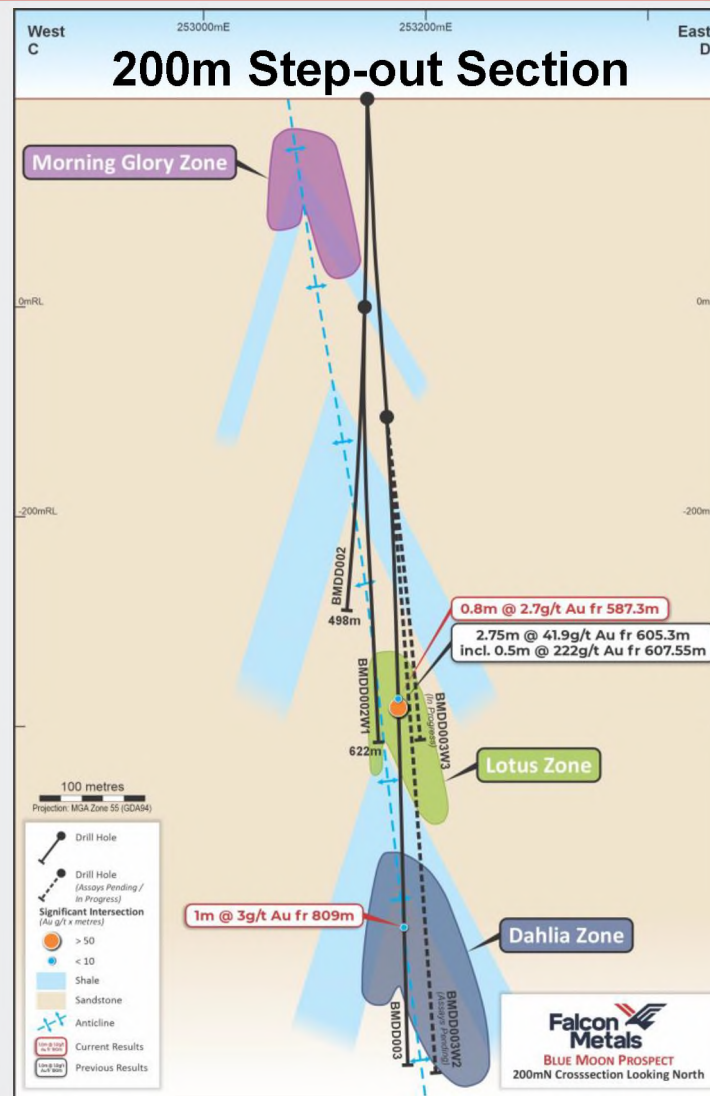 West
C
253000mE
253200mE
East
D
200m Step-out Section
Morning Glory Zone
0mRL
0m
-200mRL
-200m
BMDD002
498m
0.8m @ 2.7g/t Au fr 587.3m
2.75m @ 41.9g/t Au fr 605.3m
incl. 0.5m @ 222g/t Au fr 607.55m
BMDD002W1
622m
BMDD003W3
(In Progress)
Lotus Zone
100 metres
Projection: MGA Zone 55 (GDA94)
1m @ 3g/t Au fr 809m
Dahlia Zone
BMDD003
BMDD003W2
(Assays Pending)
Drill Hole
Drill Hole
(Assays Pending /
In Progress)
Significant Intersection
(Au g/t x metres)
> 50
< 10
Shale
Sandstone
Anticline
Current Results
Previous Results
Falcon
Metals
BLUE MOON PROSPECT
200mN Crosssection Looking North